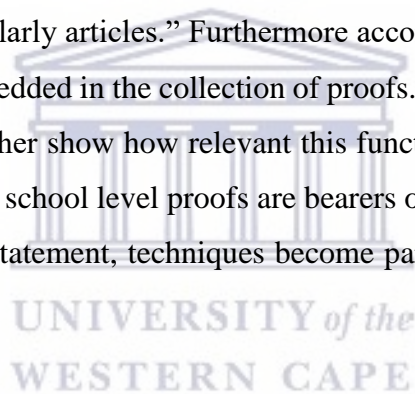 larly articles.” Furthermore acco
edded in the collection of proofs.
her show how relevant this func
school level proofs are bearers o
tatement, techniques become pa
UNIVERSITY of the
WESTERN CAPE